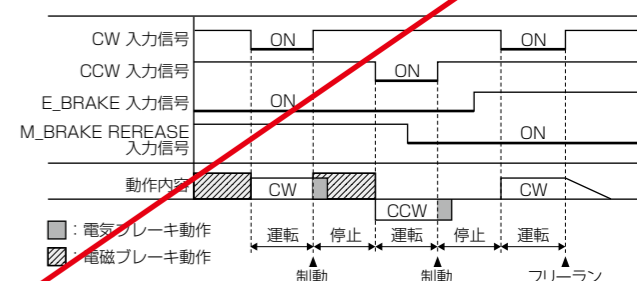 CW 入力信号 ON ON
CCW 入力信号 ON
E_BRAKE 入力信号 ON
M_BRAKE REREASE 入力信号 ON
動作内容 CW CCW CW
：電気ブレーキ動作
：電磁ブレーキ動作
運転 停止 運転 停止 運転
制動 制動 フリーラン